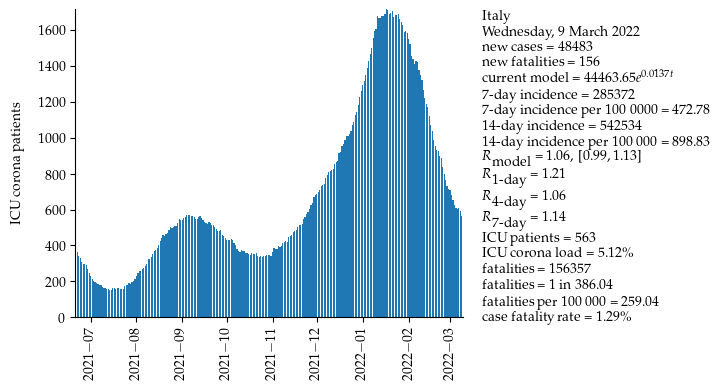 Italy
Wednesday, 9 March 2022
new cases = 48483
new fatalities = 156
current model = 44463.65e^0.0137t
7-day incidence = 285372
7-day incidence per 100 0000 = 472.78
14-day incidence = 542534
14-day incidence per 100 000 = 898.83
R_model = 1.06, [0.99, 1.13]
R_1-day = 1.21
R_4-day = 1.06
R_7-day = 1.14
ICU patients = 563
ICU corona load = 5.12%
fatalities = 156357
fatalities = 1 in 386.04
fatalities per 100 000 = 259.04
case fatality rate = 1.29%
ICU corona patients
1600
1400
1200
1000
800
600
400
200
0
2021−07
2021−08
2021−09
2021−10
2021−11
2021−12
2022−01
2022−02
2022−03